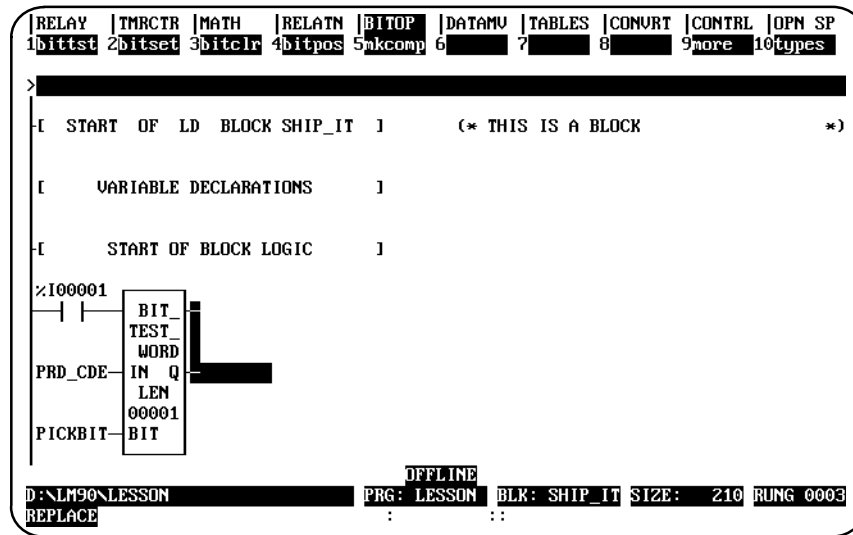 |RELAY |TMRCTR |MATH |RELATN |BITOP |DATAMV |TABLES |CONVRT |CONTRL |OPN SP
1bittst 2bitset 3bitclr 4bitpos 5mkcomp 6 7 8 9more 10types
>
[ START OF LD BLOCK SHIP_IT ] (* THIS IS A BLOCK *)
[ VARIABLE DECLARATIONS ]
[ START OF BLOCK LOGIC ]
%I00001
BIT_
TEST_
WORD
PRD_CDE IN Q
LEN
00001
PICKBIT BIT
OFFLINE
D:\LM90\LESSON PRG: LESSON BLK: SHIP_IT SIZE: 210 RUNG 0003
REPLACE : ::